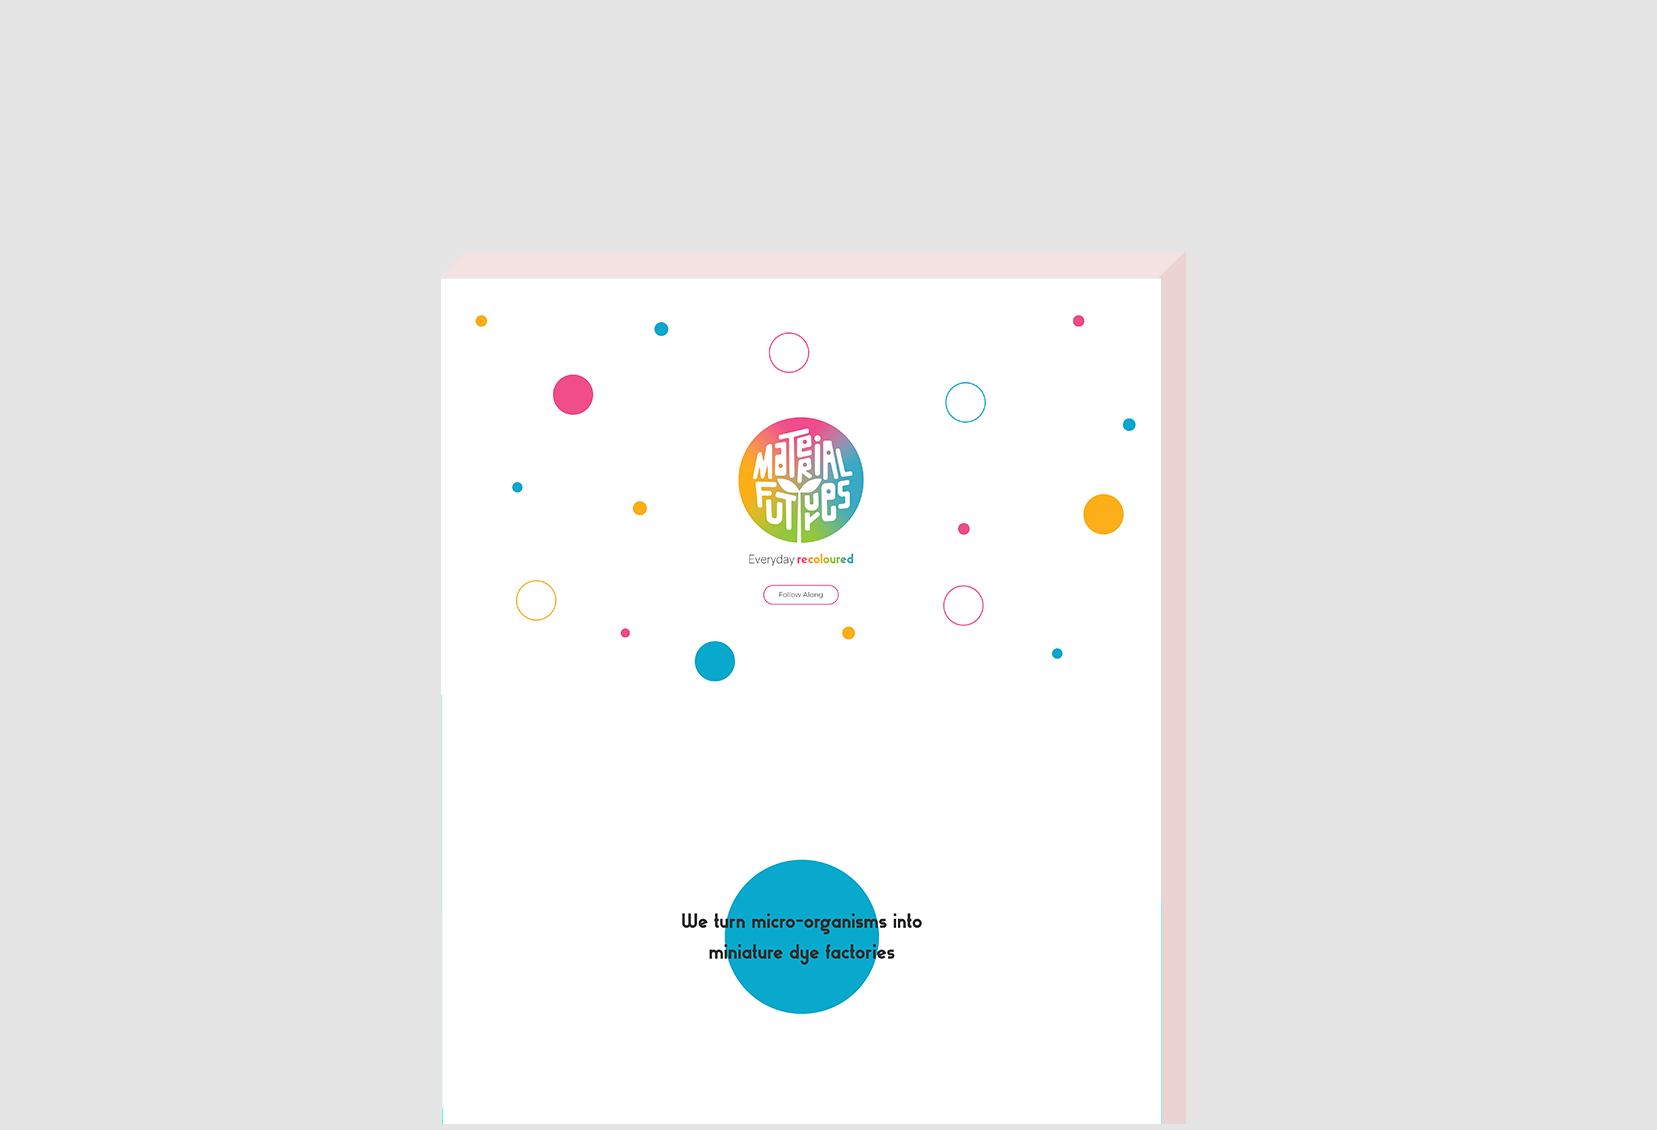 MaTeRiAL
FUTUReS
Everyday recoloured
Follow Along
We turn micro-organisms into
miniature dye factories